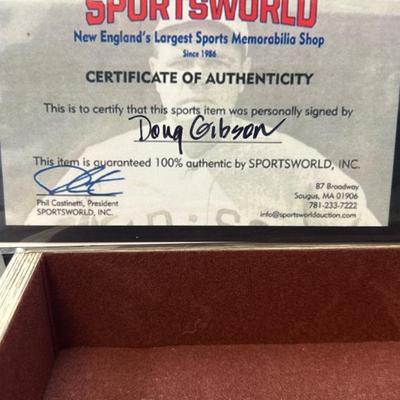 SPORTSWORLD
New England's Largest Sports Memorabilia Shop
Since 1986
CERTIFICATE OF AUTHENTICITY
This is to certify that this sports item was personally signed by
Doug Gibson
This item is guaranteed 100% authentic by SPORTSWORLD, INC.
Phil Castinetti, President
SPORTSWORLD, INC.
87 Broadway
Saugus, MA 01906
781-233-7222
info@sportsworldauction.com